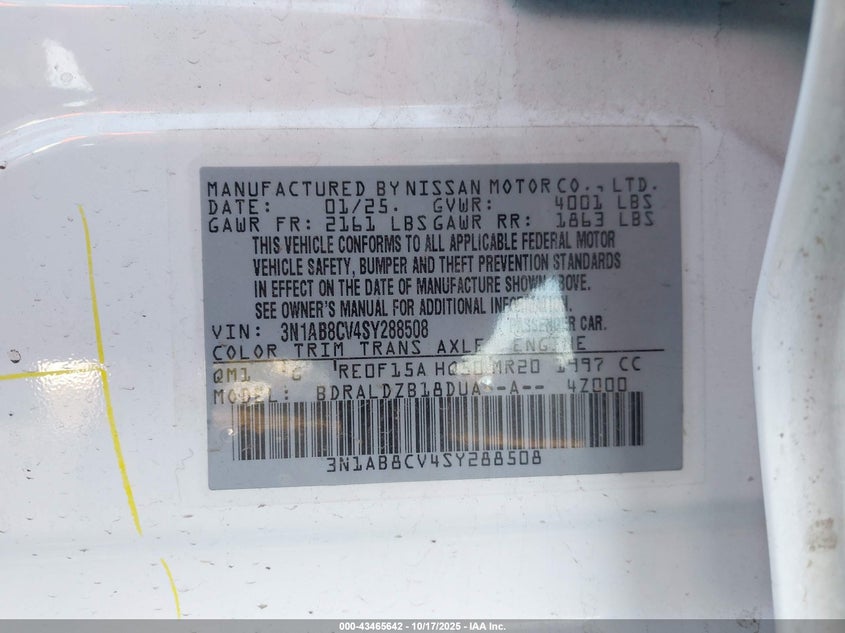 MANUFACTURED BY NISSAN MOTOR CO., LTD.
DATE: 01/25. GVWR: 4001 LBS
GAWR FR: 2161 LBS GAWR RR: 1863 LBS
THIS VEHICLE CONFORMS TO ALL APPLICABLE FEDERAL MOTOR
VEHICLE SAFETY, BUMPER AND THEFT PREVENTION STANDARDS
IN EFFECT ON THE DATE OF MANUFACTURE SHOWN ABOVE.
SEE OWNER'S MANUAL FOR ADDITIONAL INFORMATION.
VIN: 3N1AB8CV4SY288508 PASSENGER CAR.
COLOR TRIM TRANS AXLE ENGINE
QM1 RE0F15A MR20 1997 CC
MODEL: BDRALDZB18DUA--A-- 4Z000
3N1AB8CV4SY288508
000-43465642 - 10/17/2025 - IAA Inc.